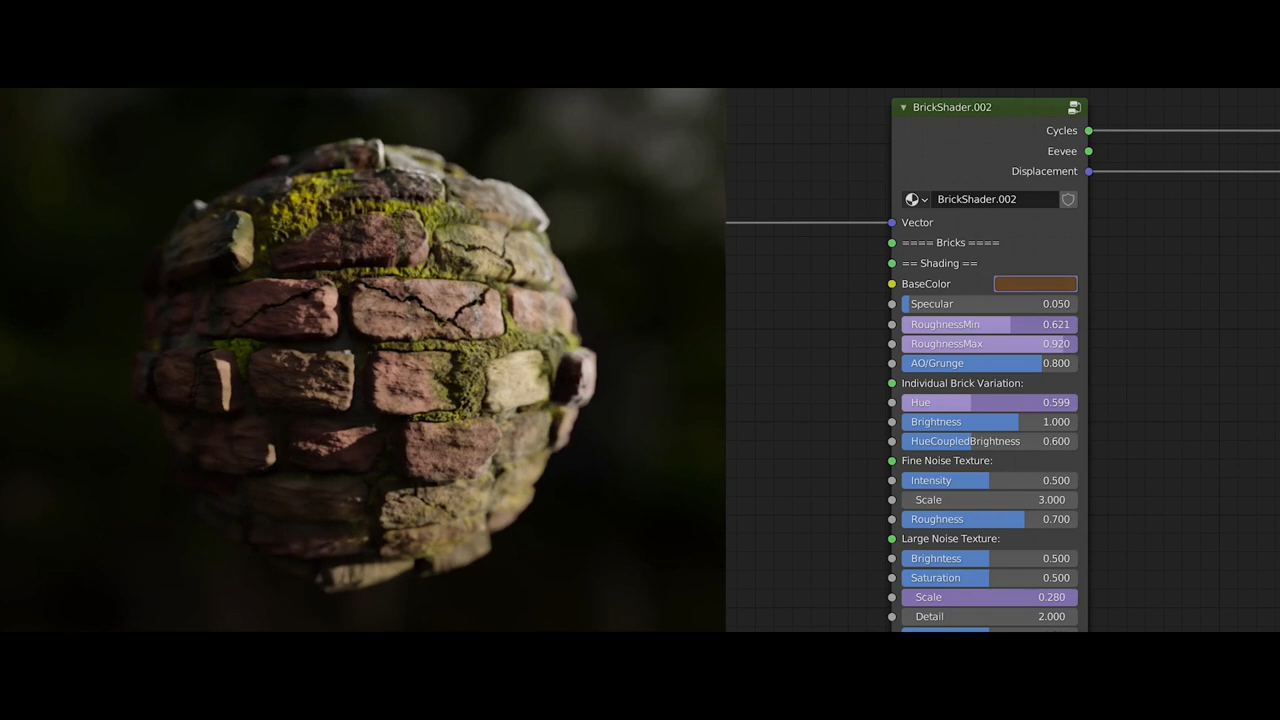 BrickShader.002
Cycles
Eevee
Displacement
BrickShader.002
Vector
==== Bricks ====
== Shading ==
BaseColor
Specular 0.050
RoughnessMin 0.621
RoughnessMax 0.920
AO/Grunge 0.800
Individual Brick Variation:
Hue 0.599
Brightness 1.000
HueCoupledBrightness 0.600
Fine Noise Texture:
Intensity 0.500
Scale 3.000
Roughness 0.700
Large Noise Texture:
Brighntess 0.500
Saturation 0.500
Scale 0.280
Detail 2.000